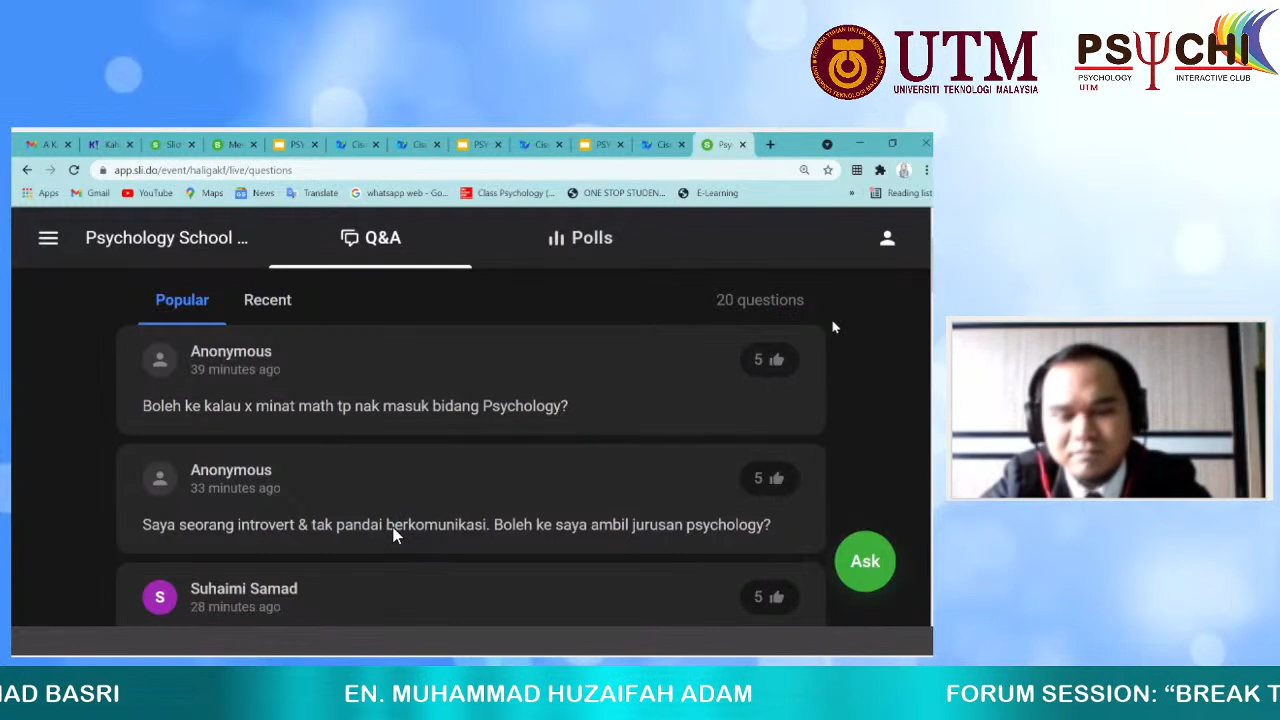 UTM
UNIVERSITI TEKNOLOGI MALAYSIA
PSYCHI
PSYCHOLOGY
INTERACTIVE CLUB
UTM
PSY
PSY
app.sli.do/event/haligakf/live/questions
Apps
Gmail
YouTube
Maps
News
Translate
whatsapp web - Go...
Class Psychology (...
ONE STOP STUDEN...
E-Learning
»
Reading list
Psychology School ...
Q&A
Polls
Popular
Recent
20 questions
Anonymous
5
39 minutes ago
Boleh ke kalau x minat math tp nak masuk bidang Psychology?
Anonymous
5
33 minutes ago
Saya seorang introvert & tak pandai berkomunikasi. Boleh ke saya ambil jurusan psychology?
Ask
S
Suhaimi Samad
5
28 minutes ago
AD BASRI
EN. MUHAMMAD HUZAIFAH ADAM
FORUM SESSION: “BREAK T